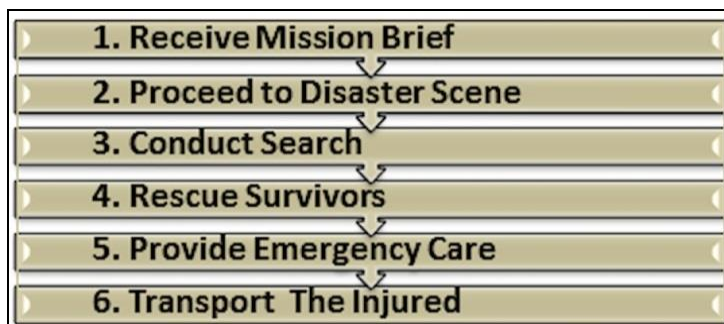 1. Receive Mission Brief
2. Proceed to Disaster Scene
3. Conduct Search
4. Rescue Survivors
5. Provide Emergency Care
6. Transport The Injured